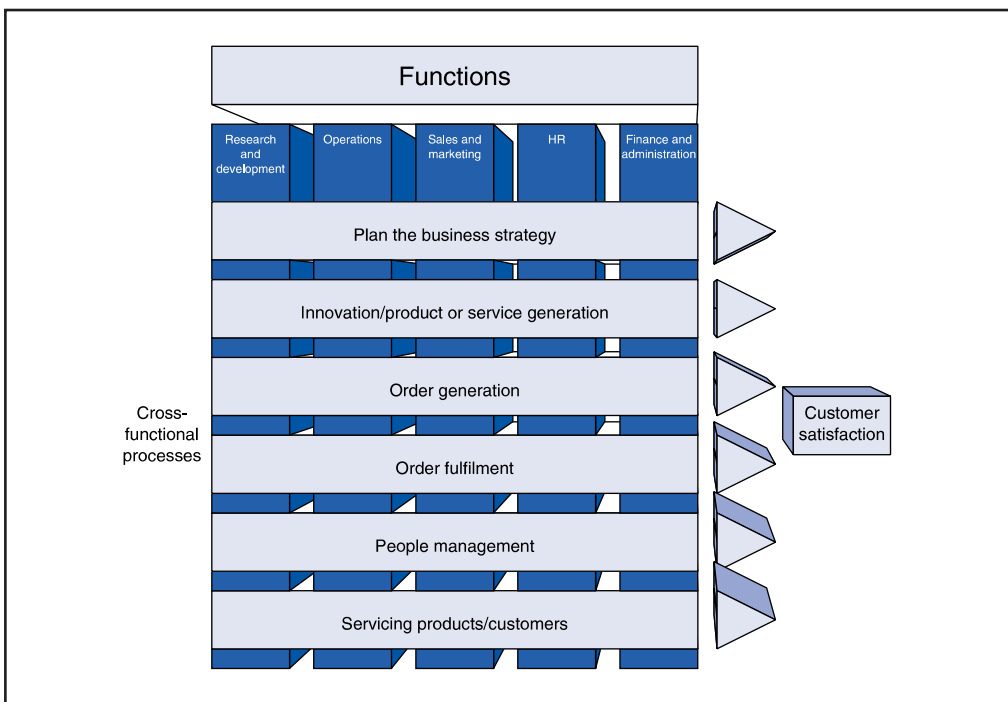 Functions
Research
and
development
Operations
Sales and
marketing
HR
Finance and
administration
Plan the business strategy
Innovation/product or service generation
Order generation
Cross-
functional
processes
Customer
satisfaction
Order fulfilment
People management
Servicing products/customers